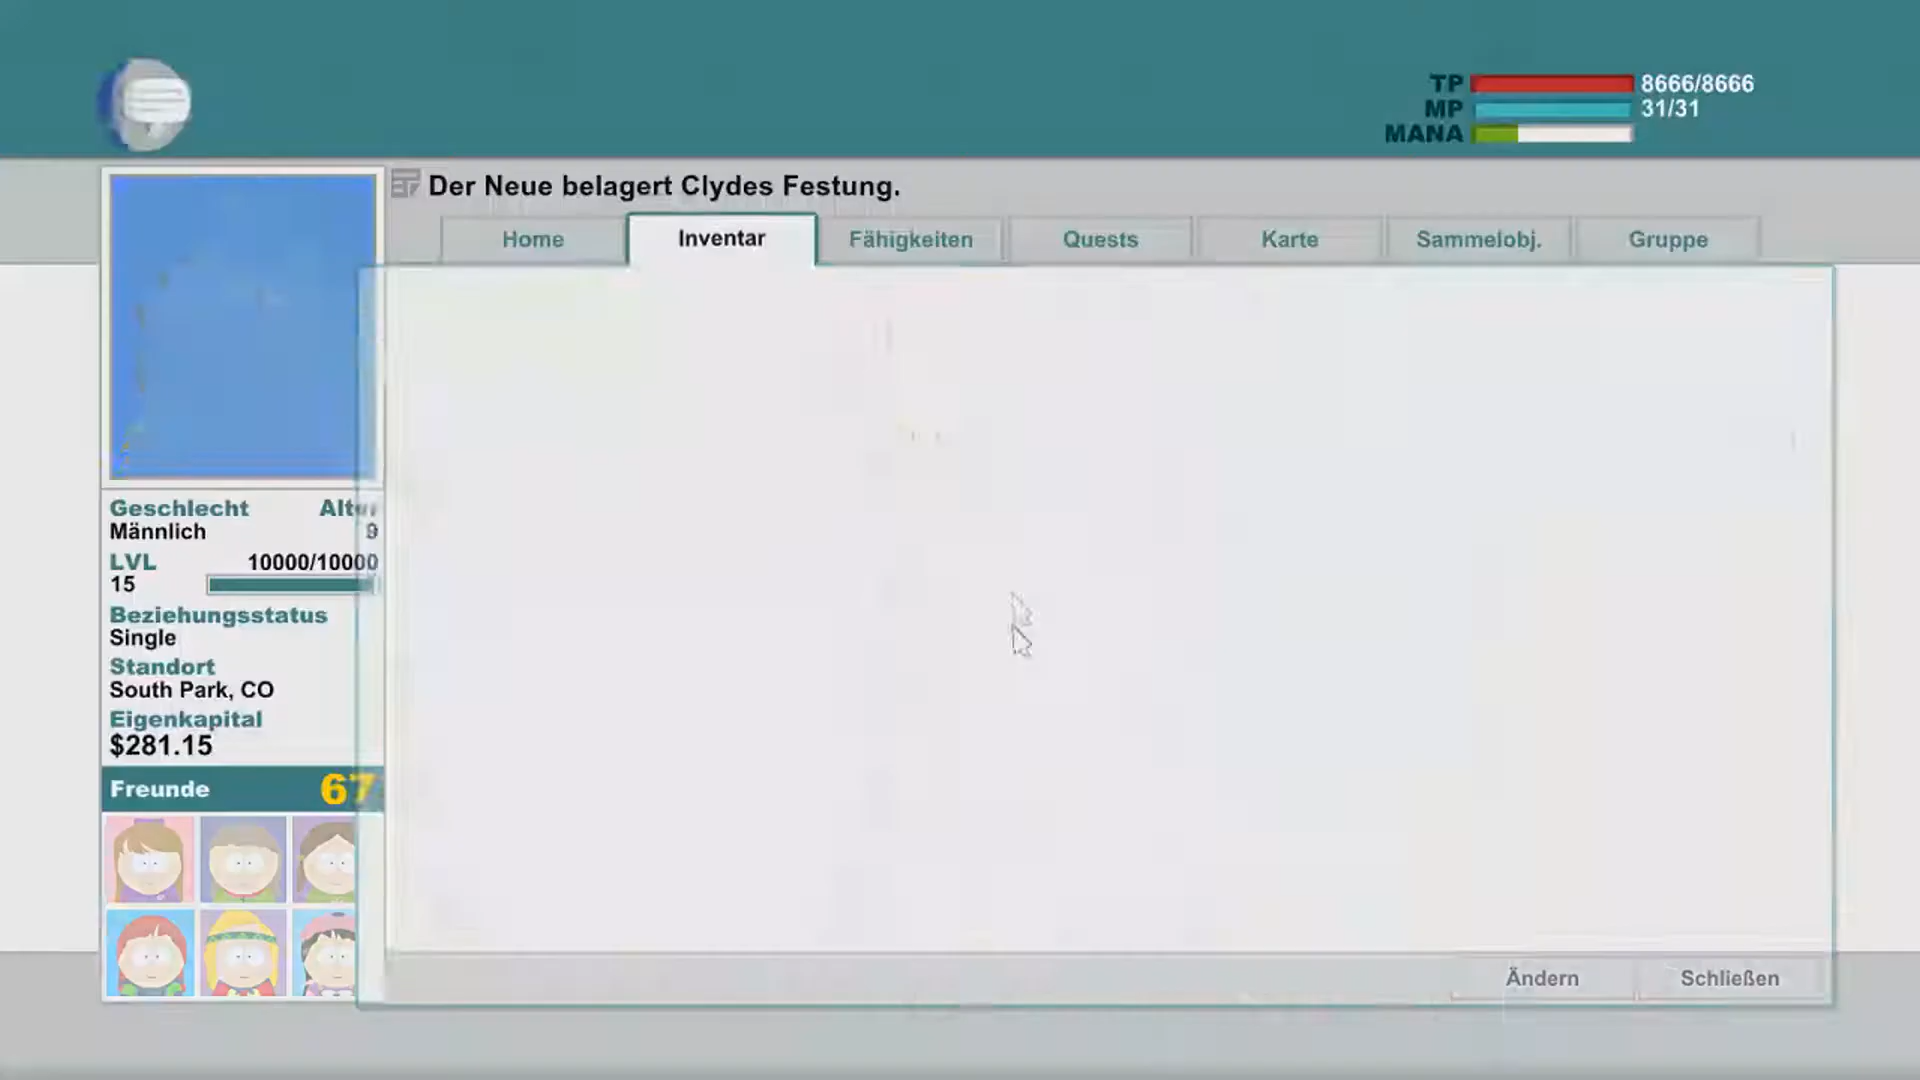 TP 8666/8666
MP 31/31
MANA
Der Neue belagert Clydes Festung.
Home Inventar Fähigkeiten Quests Karte Sammelobj. Gruppe
Geschlecht Alter
Männlich 9
LVL 10000/10000
15
Beziehungsstatus
Single
Standort
South Park, CO
Eigenkapital
$281.15
Freunde 67
Ändern Schließen